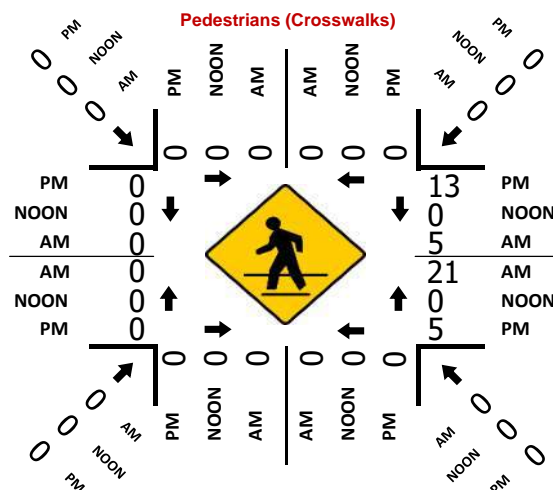 Pedestrians (Crosswalks)
0 PM
0 NOON
0 AM
PM NOON AM AM NOON PM
PM 0
NOON 0
AM 0
0 0 0 0 0 0
PM 0 13 PM
NOON 0 0 NOON
AM 0 5 AM
AM 0 21 AM
NOON 0 0 NOON
PM 0 5 PM
0 0 0 0 0 0
PM NOON AM AM NOON PM
0 AM
0 NOON
0 PM
AM 0
NOON 0
PM 0